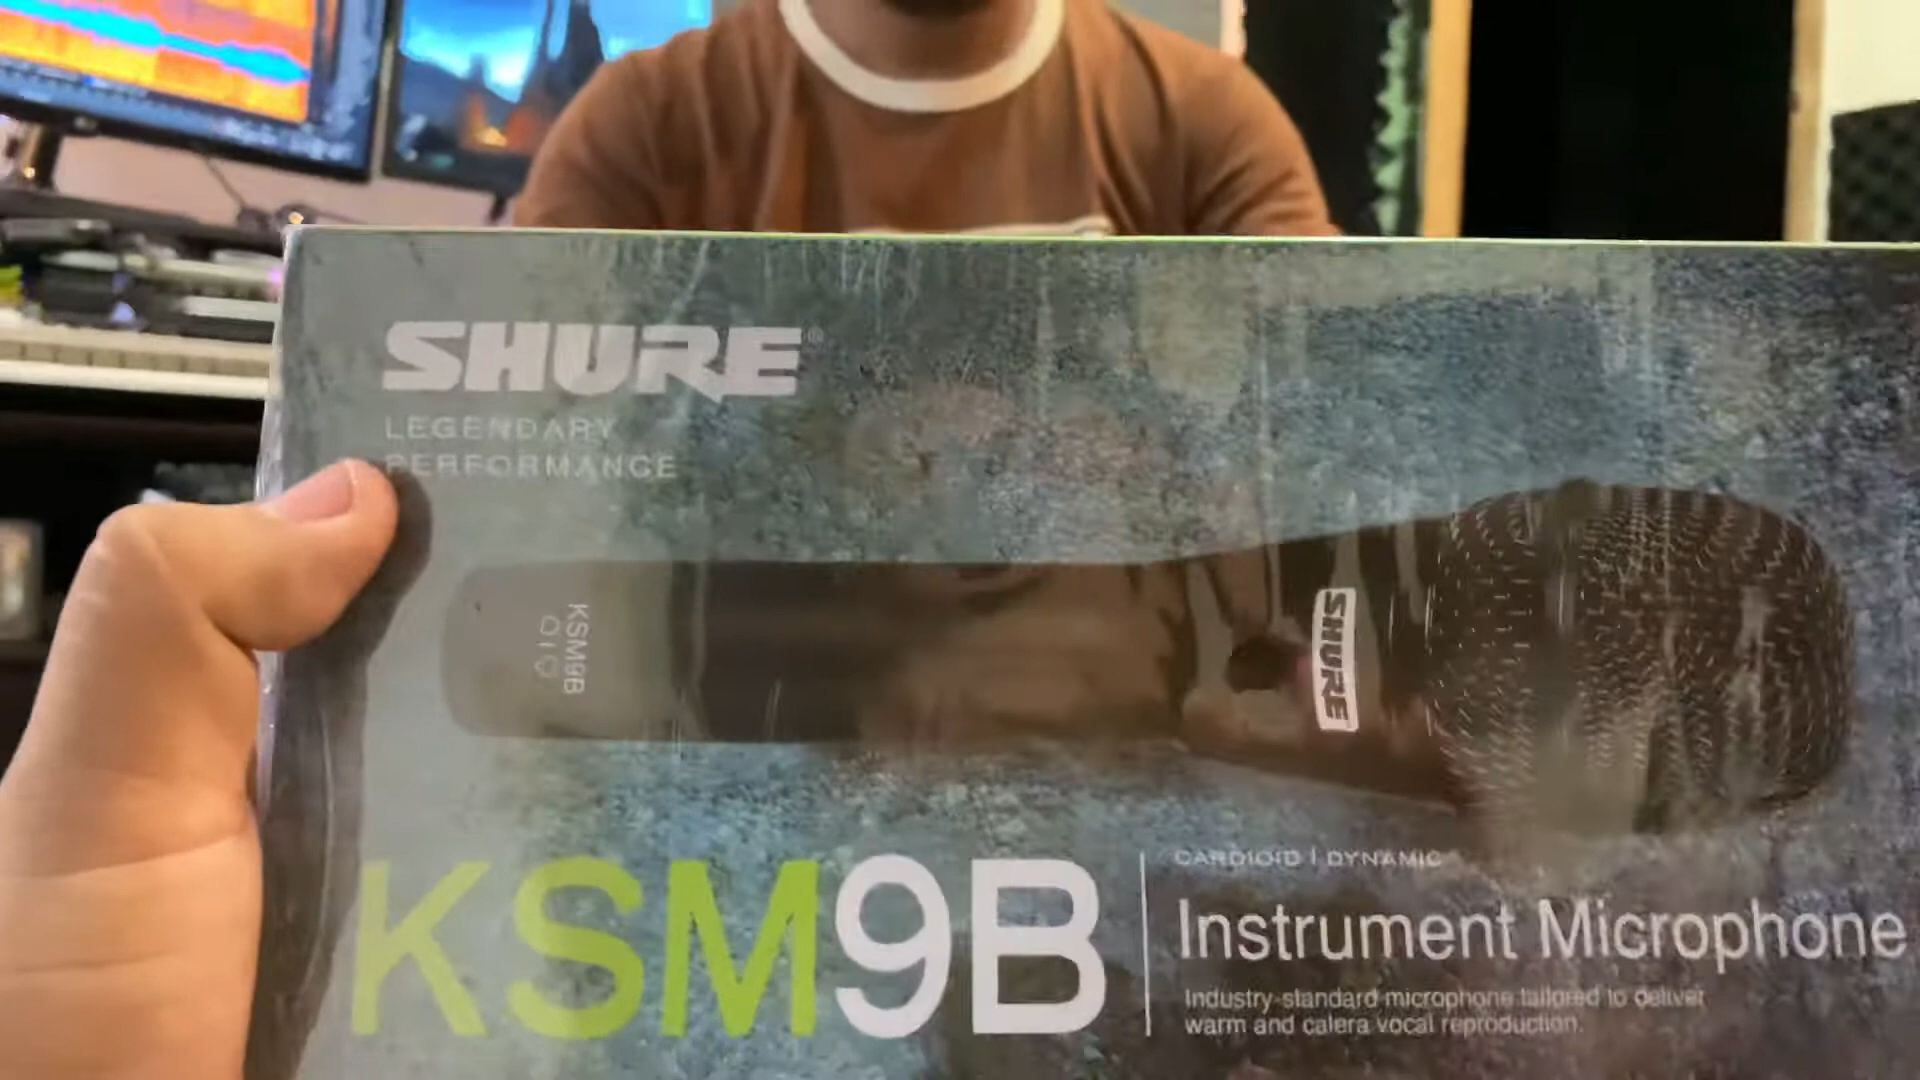 SHURE®
LEGENDARY
PERFORMANCE
KSM9B
SHURE
KSM9B
CARDIOID | DYNAMIC
Instrument Microphone
Industry-standard microphone tailored to deliver
warm and calera vocal reproduction.